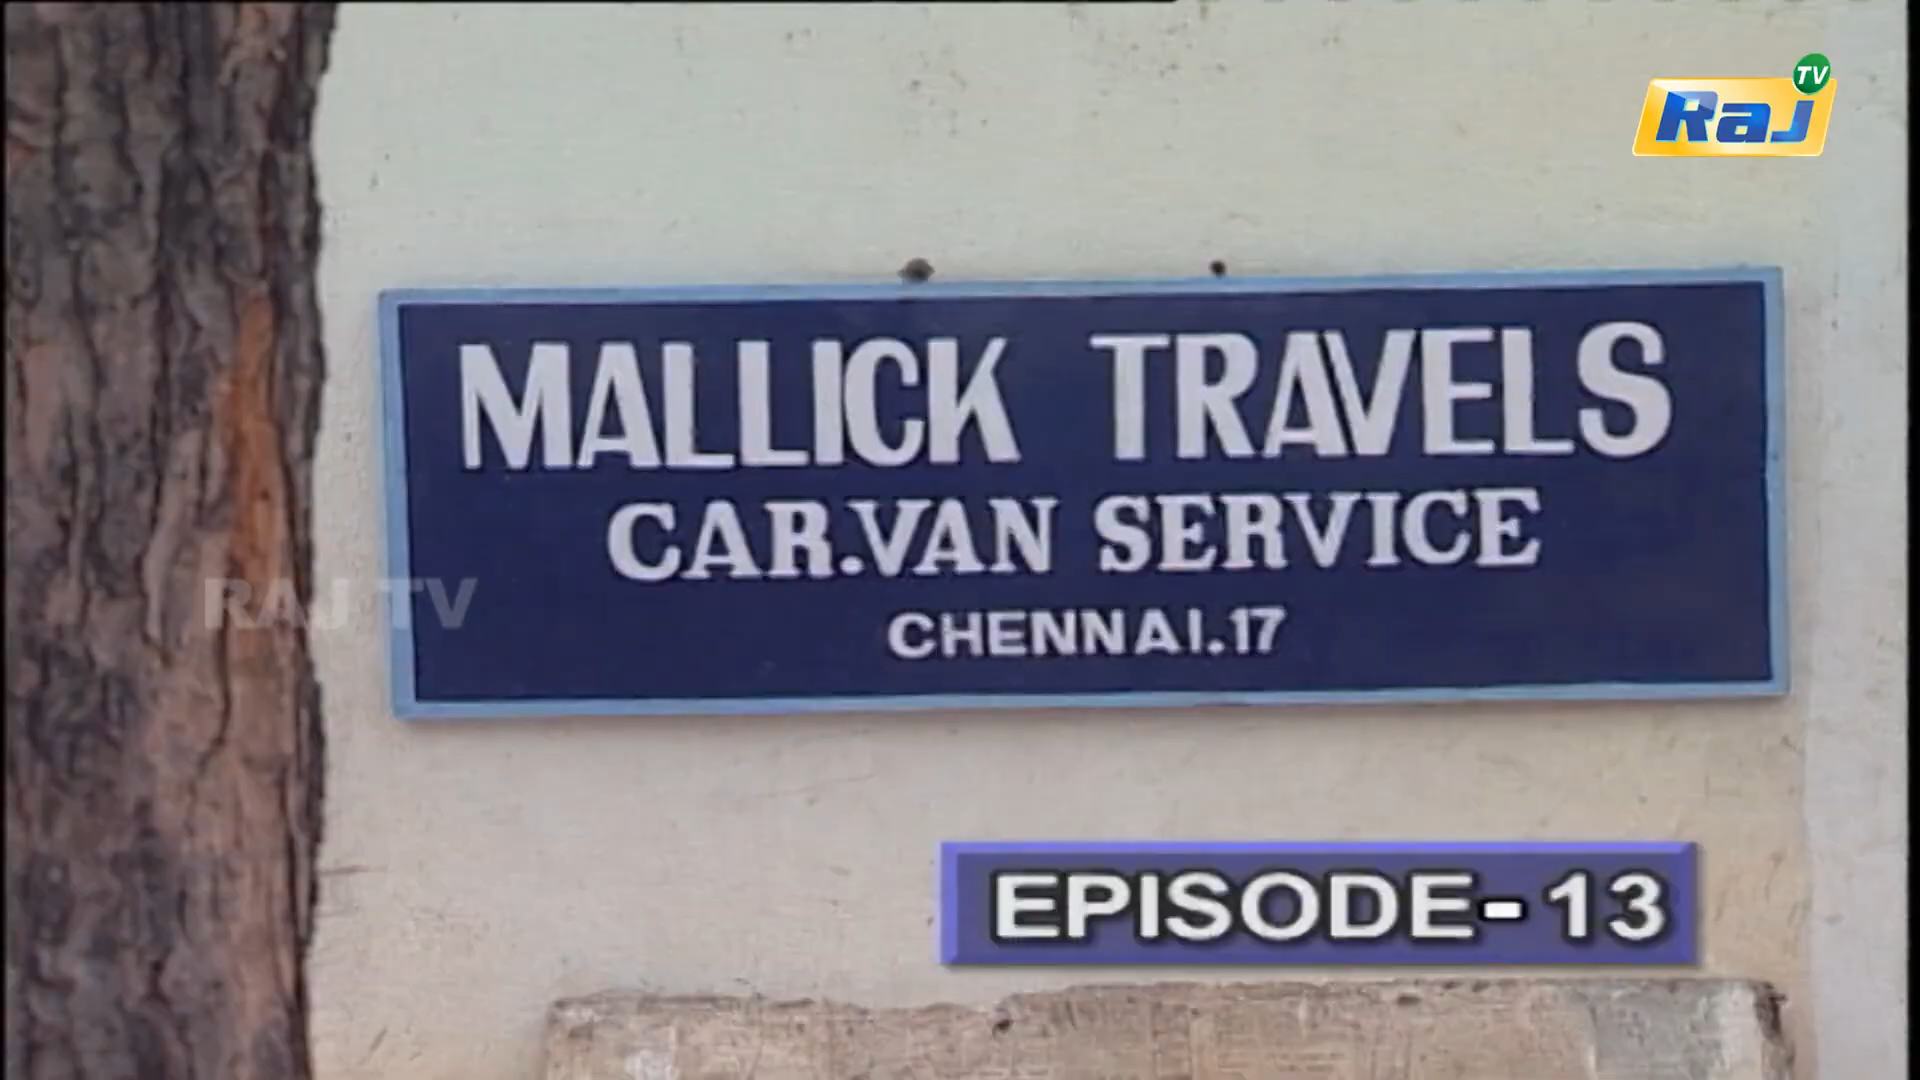 TV
Raj
MALLICK TRAVELS
CAR.VAN SERVICE
CHENNAI.17
RAJ TV
EPISODE-13